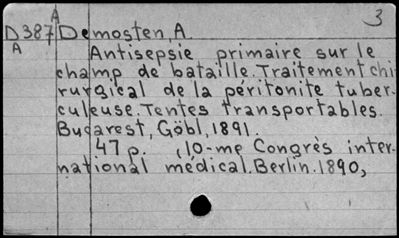 A 3
D387 Demosten, A.
A Antisepsie primaire sur le
champ de bataille. Traitement chi
rurgical de la péritonite tuber-
culeuse. Tentes transportables.
Bucarest, Göbl, 1891.
47 p. (10-me Congrès inter-
national médical. Berlin. 1890,